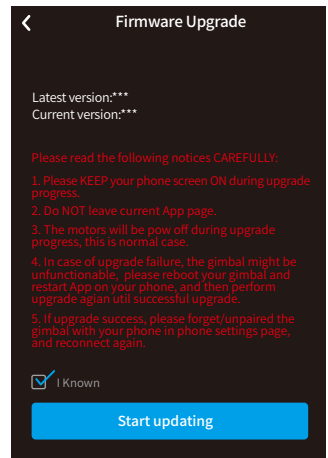 Firmware Upgrade
Latest version:***
Current version:***
Please read the following notices CAREFULLY:
1. Please KEEP your phone screen ON during upgrade
progress.
2. Do NOT leave current App page.
3. The motors will be pow off during upgrade
progress, this is normal case.
4. In case of upgrade failure, the gimbal might be
unfunctionable, please reboot your gimbal and
restart App on your phone, and then perform
upgrade agian util successful upgrade.
5. If upgrade success, please forget/unpaired the
gimbal with your phone in phone settings page,
and reconnect again.
I Known
Start updating